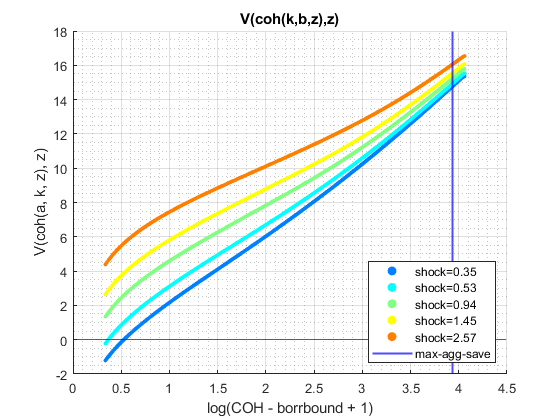 V(coh(k,b,z),z)
V(coh(a, k, z), z)
18
16
14
12
10
8
6
4
2
0
-2
0 0.5 1 1.5 2 2.5 3 3.5 4 4.5
log(COH - borrbound + 1)
shock=0.35
shock=0.53
shock=0.94
shock=1.45
shock=2.57
max-agg-save